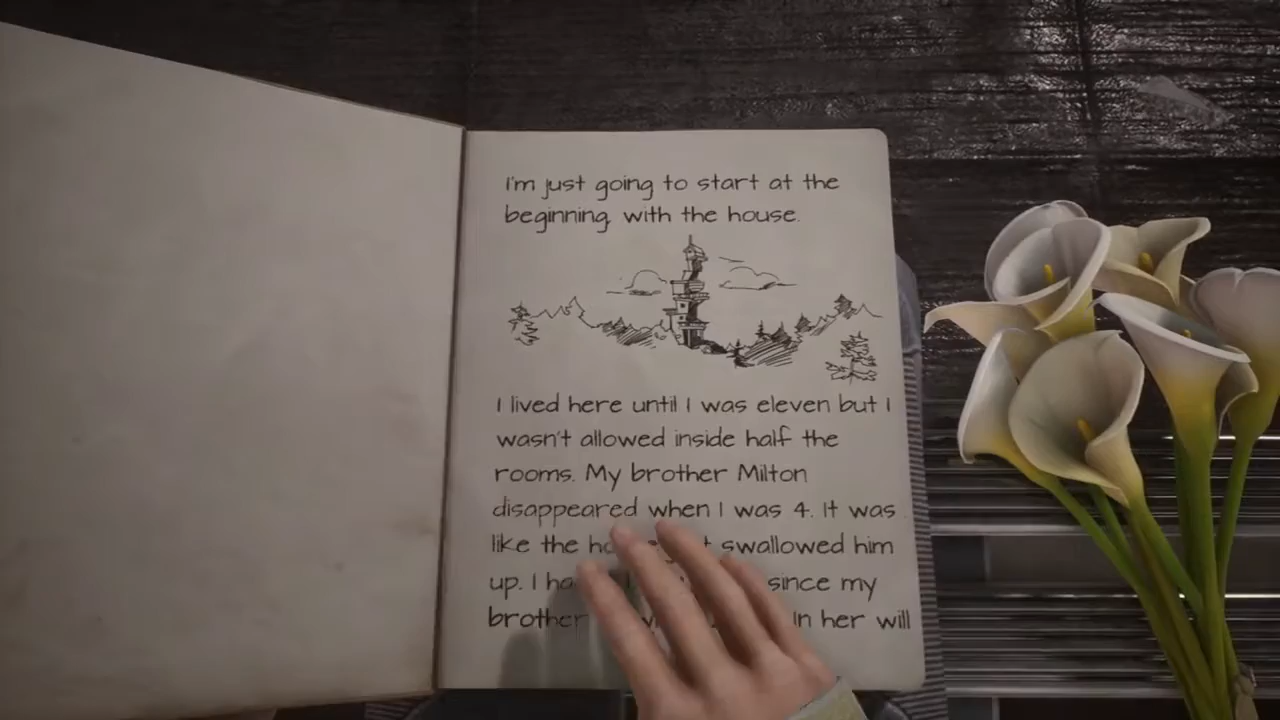 I'm just going to start at the
beginning, with the house.
I lived here until I was eleven but I
wasn't allowed inside half the
rooms. My brother Milton
disappeared when I was 4. It was
like the swallowed him
up. I since my
brother In her will